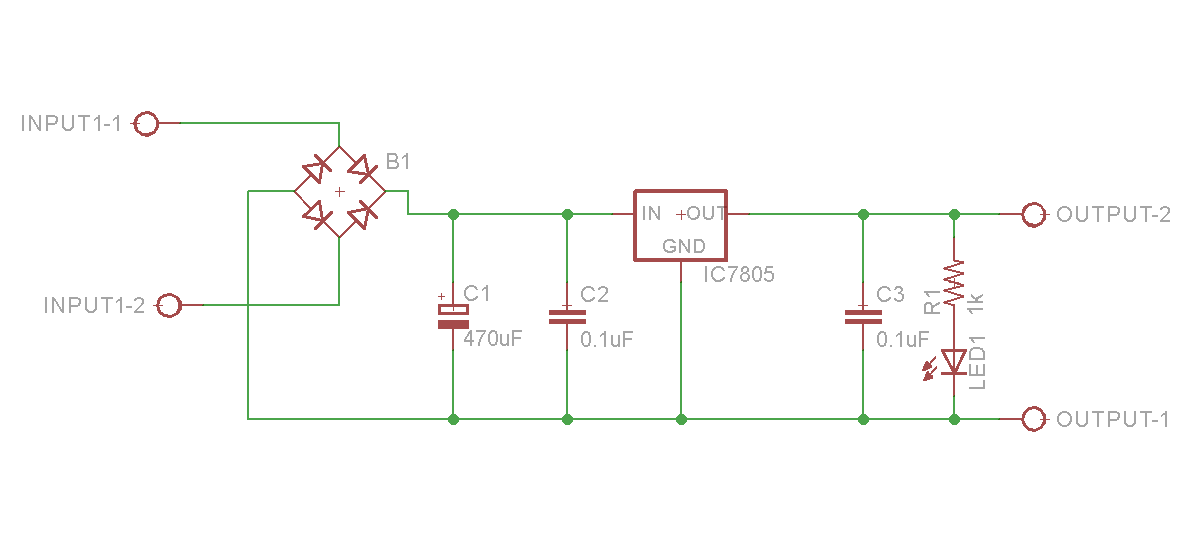 INPUT1-1
B1
INPUT1-2
IN
OUT
GND
IC7805
C1
470uF
C2
0.1uF
C3
0.1uF
R1
1k
LED1
OUTPUT-2
OUTPUT-1